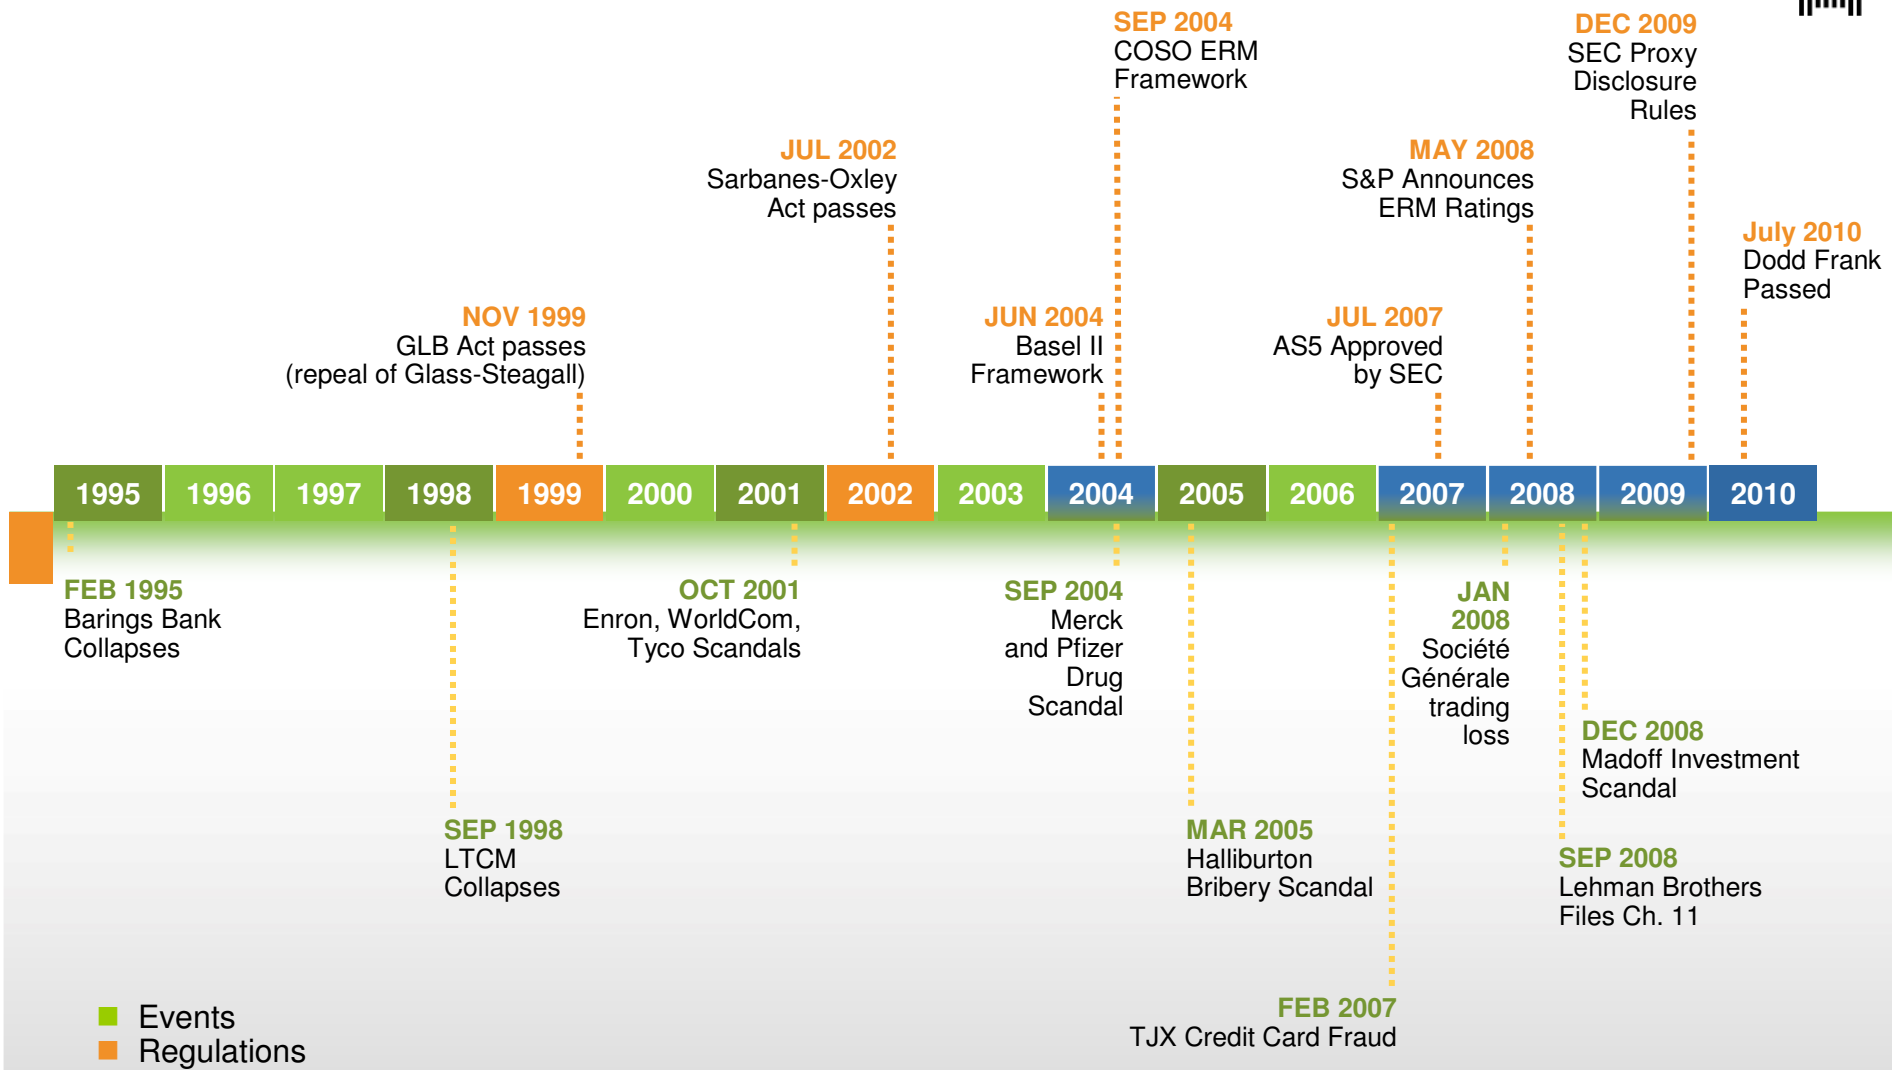 SEP 2004
COSO ERM
Framework
DEC 2009
SEC Proxy
Disclosure
Rules
JUL 2002
Sarbanes-Oxley
Act passes
MAY 2008
S&P Announces
ERM Ratings
July 2010
Dodd Frank
Passed
NOV 1999
GLB Act passes
(repeal of Glass-Steagall)
JUN 2004
Basel II
Framework
JUL 2007
AS5 Approved
by SEC
1995 1996 1997 1998 1999 2000 2001 2002 2003 2004 2005 2006 2007 2008 2009 2010
FEB 1995
Barings Bank
Collapses
OCT 2001
Enron, WorldCom,
Tyco Scandals
SEP 2004
Merck
and Pfizer
Drug
Scandal
JAN
2008
Société
Générale
trading
loss
DEC 2008
Madoff Investment
Scandal
SEP 1998
LTCM
Collapses
MAR 2005
Halliburton
Bribery Scandal
SEP 2008
Lehman Brothers
Files Ch. 11
FEB 2007
TJX Credit Card Fraud
Events
Regulations